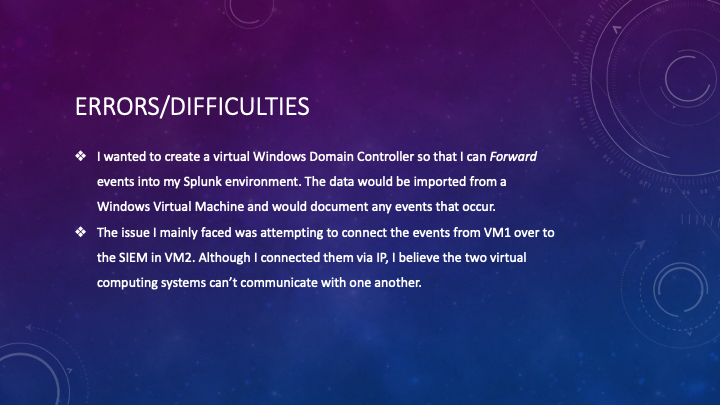 ERRORS/DIFFICULTIES
❖ I wanted to create a virtual Windows Domain Controller so that I can Forward
events into my Splunk environment. The data would be imported from a
Windows Virtual Machine and would document any events that occur.
❖ The issue I mainly faced was attempting to connect the events from VM1 over to
the SIEM in VM2. Although I connected them via IP, I believe the two virtual
computing systems can’t communicate with one another.